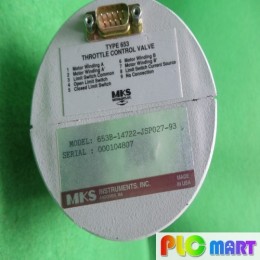 TYPE 653
THROTTLE CONTROL VALVE
1 Motor Winding A
2 Motor Winding A'
3 Limit Switch Common
4 Open Limit Switch
5 Closed Limit Switch
6 Motor Winding B
7 Motor Winding B'
8 Limit Switch Current Source
9 No Connection
MKS
MODEL: 653B-14722-2SP027-93
SERIAL: 000104807
MKS INSTRUMENTS, INC.
MADE IN USA
PLC MART